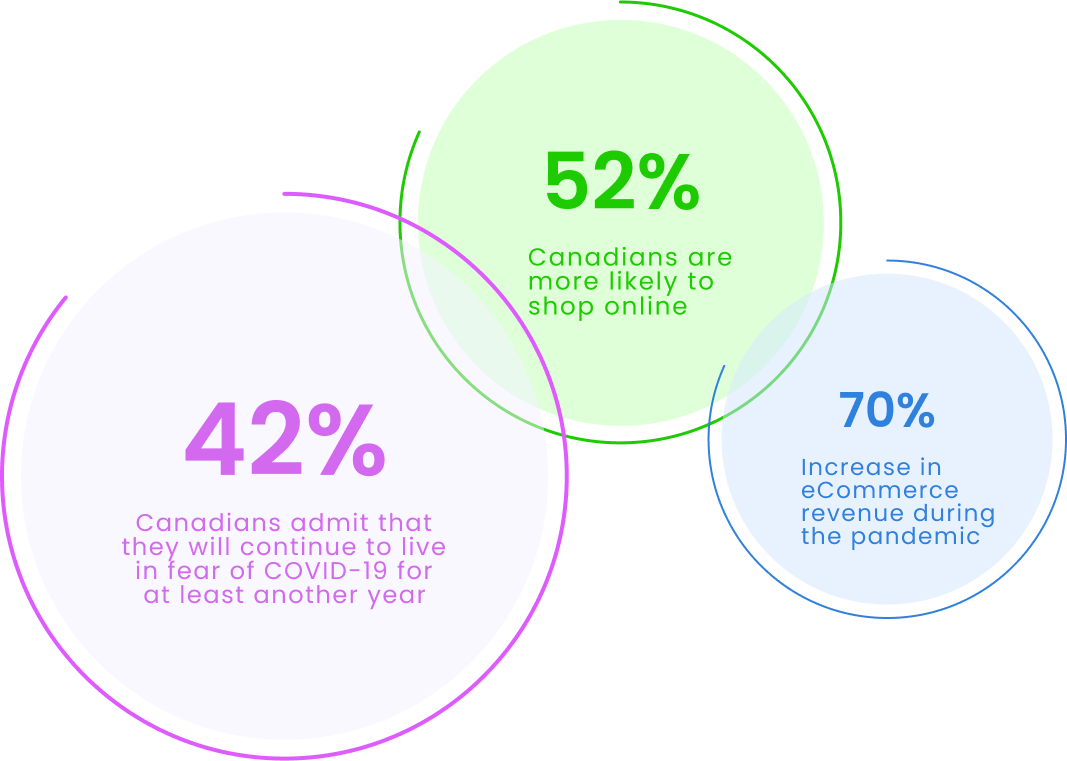 52%
Canadians are
more likely to
shop online
42%
Canadians admit that
they will continue to live
in fear of COVID-19 for
at least another year
70%
Increase in
eCommerce
revenue during
the pandemic